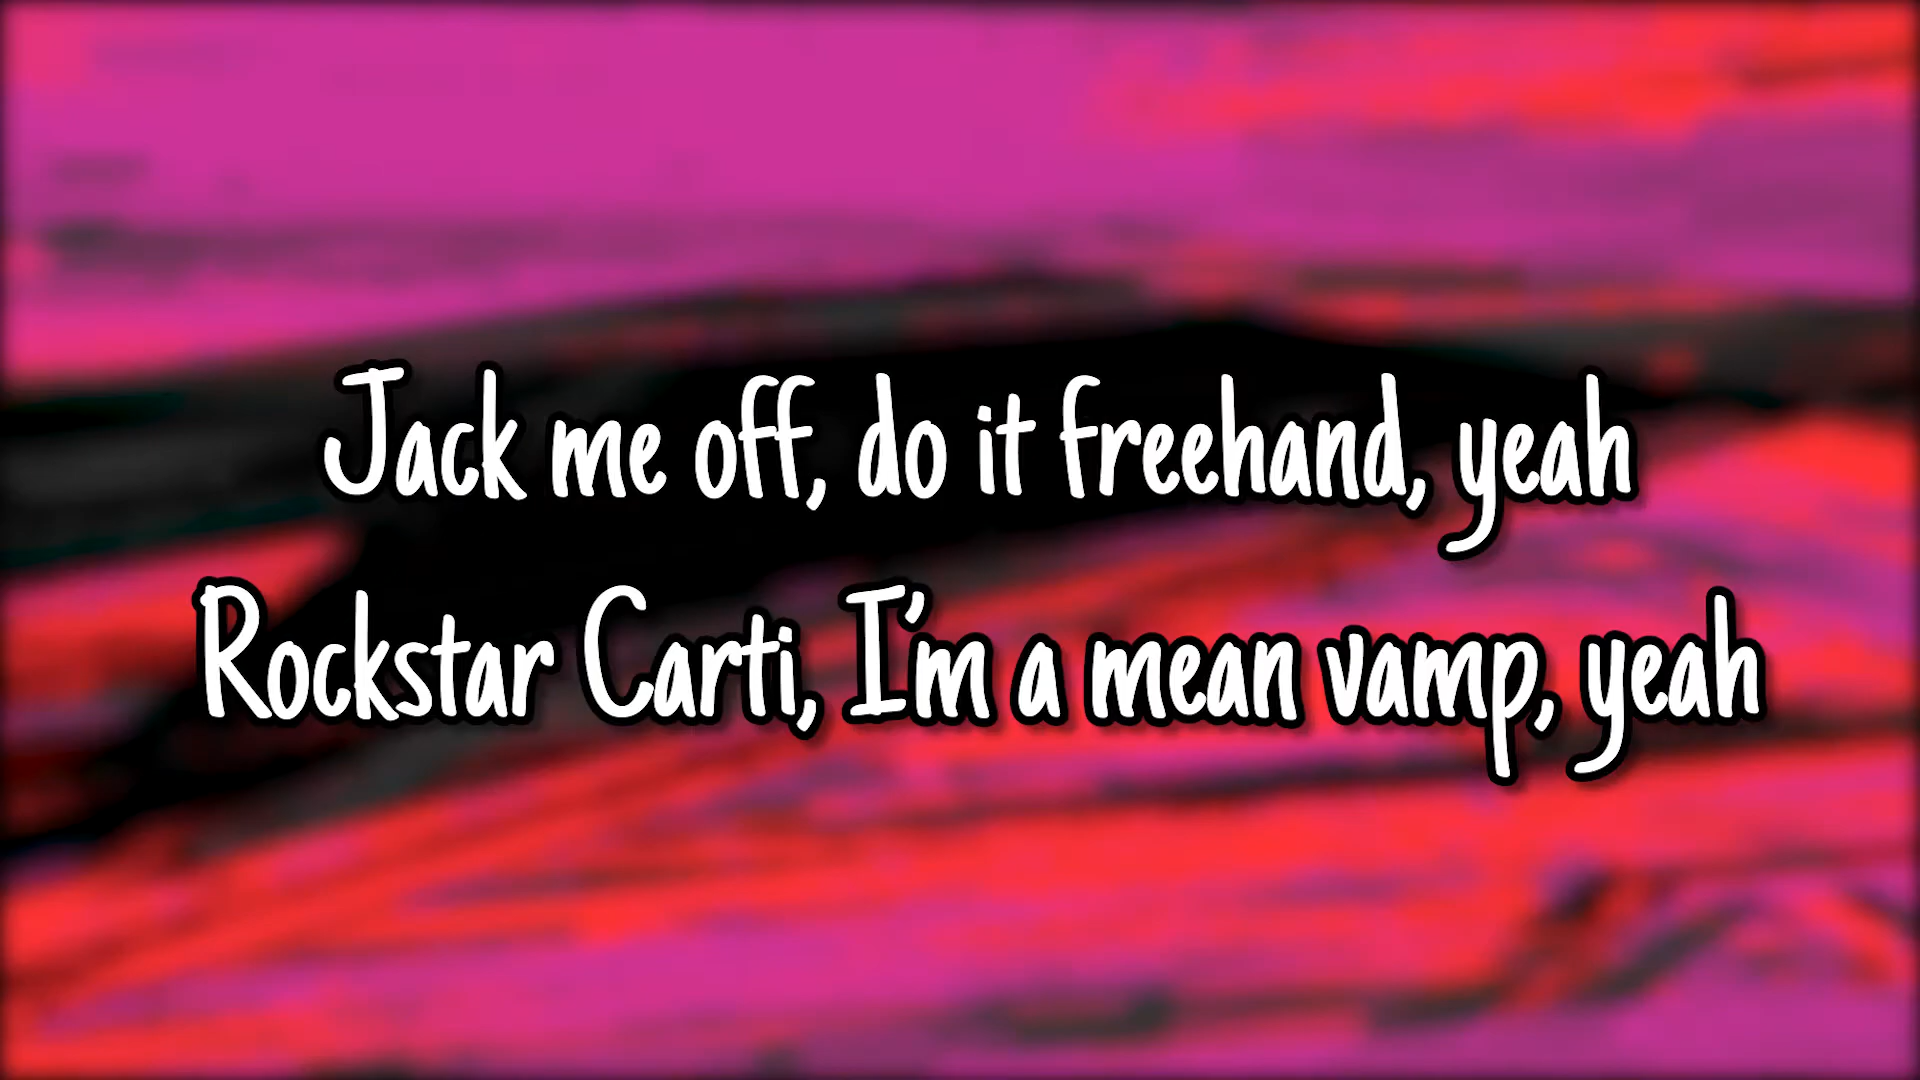 Jack me off, do it freehand, yeah
Rockstar Carti, I'm a mean vamp, yeah